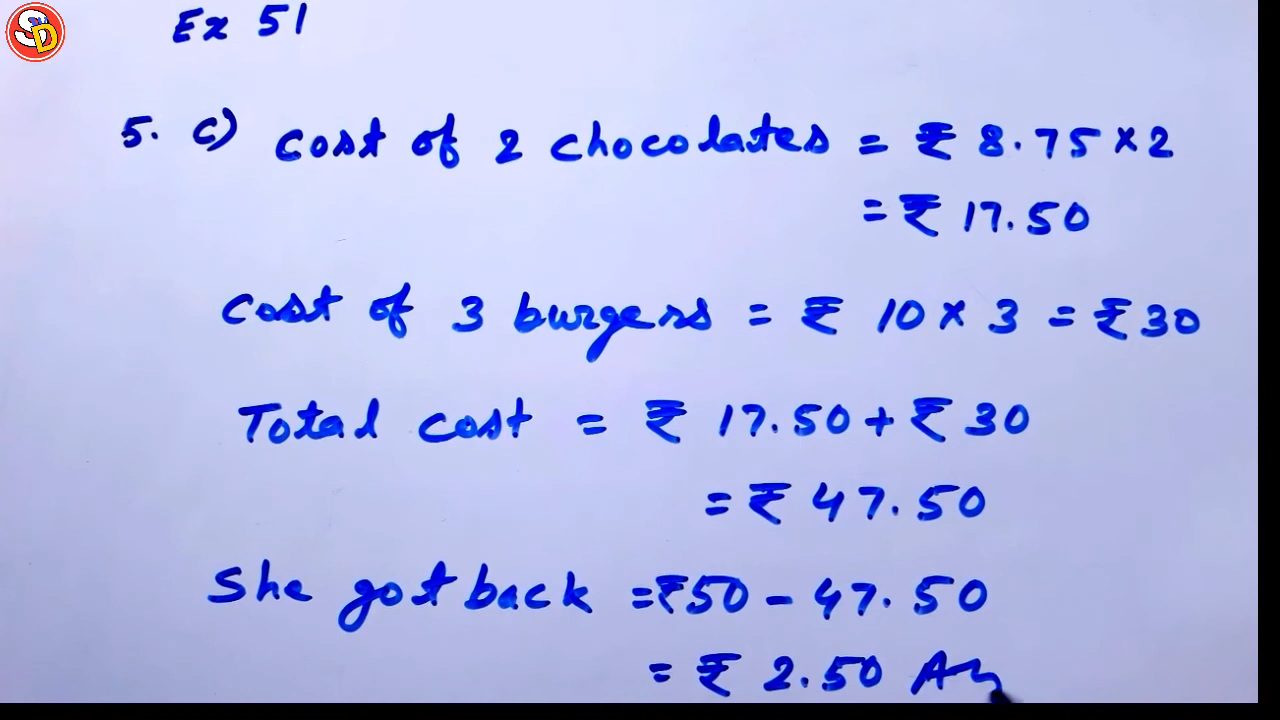 SD
Ex 51
5. c) cost of 2 chocolates = ₹ 8.75 × 2
= ₹ 17.50
cost of 3 burgers = ₹ 10 × 3 = ₹ 30
Total cost = ₹ 17.50 + ₹ 30
= ₹ 47.50
She got back = ₹50 - 47.50
= ₹ 2.50